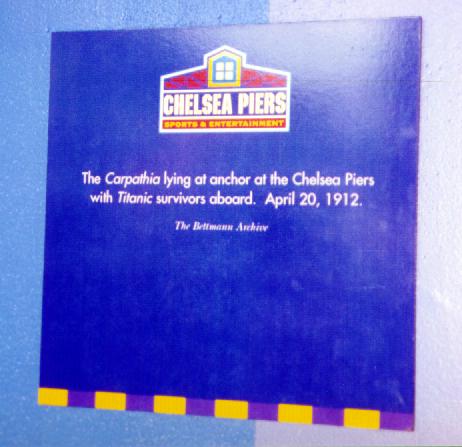 CHELSEA PIERS
SPORTS & ENTERTAINMENT
The Carpathia lying at anchor at the Chelsea Piers
with Titanic survivors aboard. April 20, 1912.
The Bettmann Archive